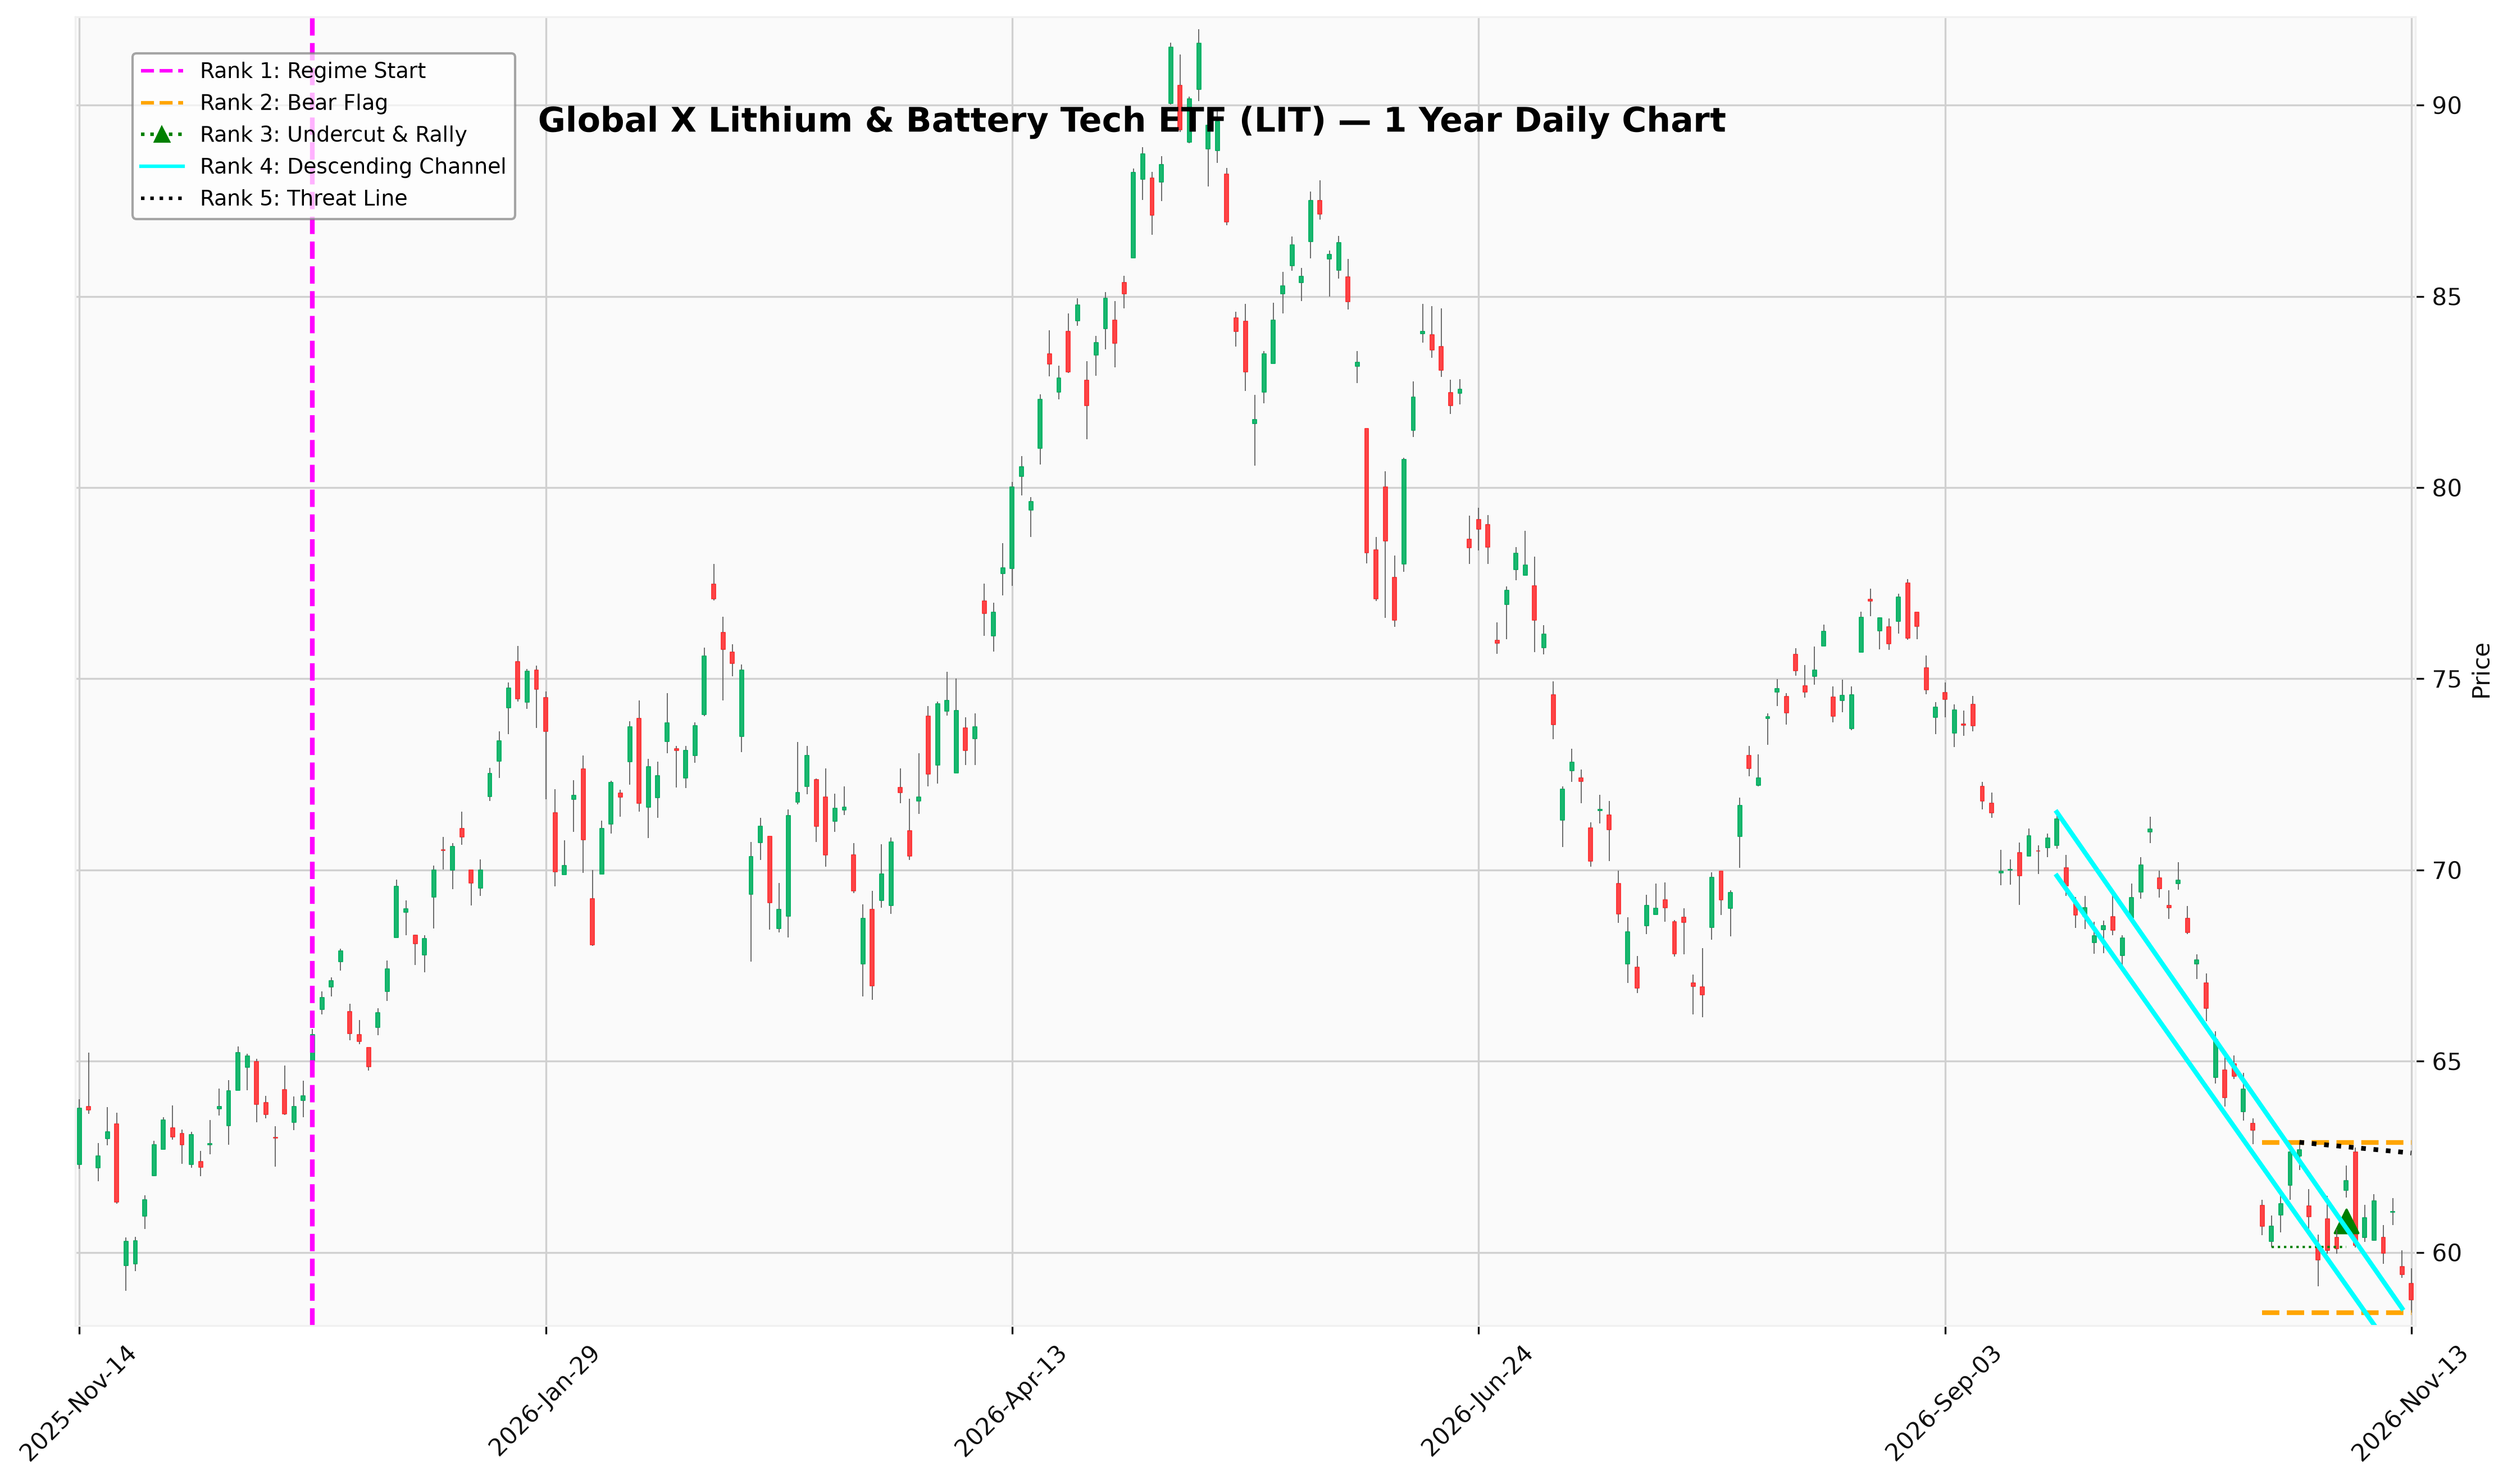 Rank 1: Regime Start
Rank 2: Bear Flag
Rank 3: Undercut & Rally
Rank 4: Descending Channel
Rank 5: Threat Line
Global X Lithium & Battery Tech ETF (LIT) — 1 Year Daily Chart
90
85
80
75
70
65
60
Price
2025-Nov-14
2026-Jan-29
2026-Apr-13
2026-Jun-24
2026-Sep-03
2026-Nov-13